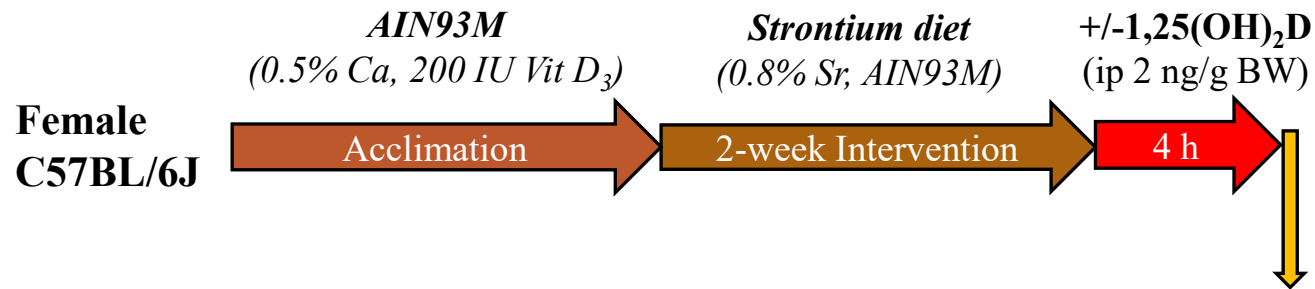 AIN93M
(0.5% Ca, 200 IU Vit D₃)
Strontium diet
(0.8% Sr, AIN93M)
+/-1,25(OH)₂D
(ip 2 ng/g BW)
Female
C57BL/6J
Acclimation
2-week Intervention
4 h